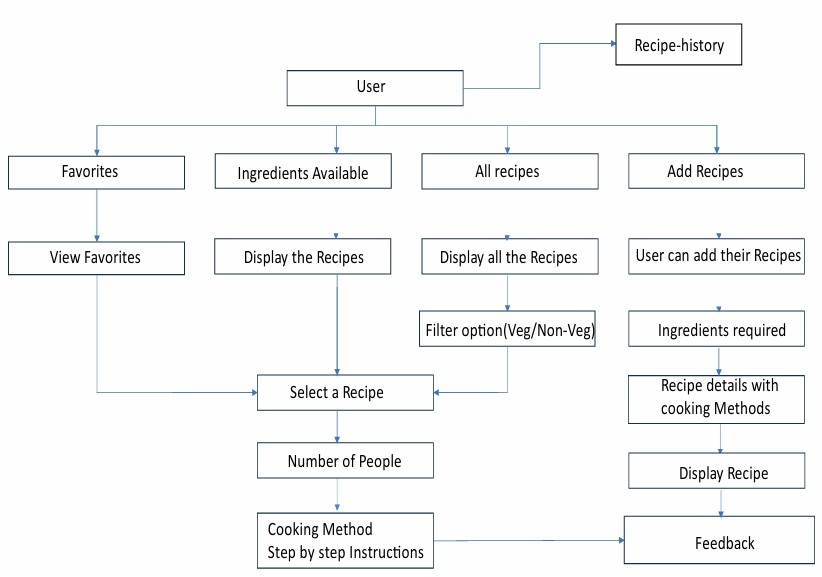 Recipe-history
User
Favorites
Ingredients Available
All recipes
Add Recipes
View Favorites
Display the Recipes
Display all the Recipes
User can add their Recipes
Filter option(Veg/Non-Veg)
Ingredients required
Select a Recipe
Recipe details with
cooking Methods
Number of People
Display Recipe
Cooking Method
Step by step Instructions
Feedback